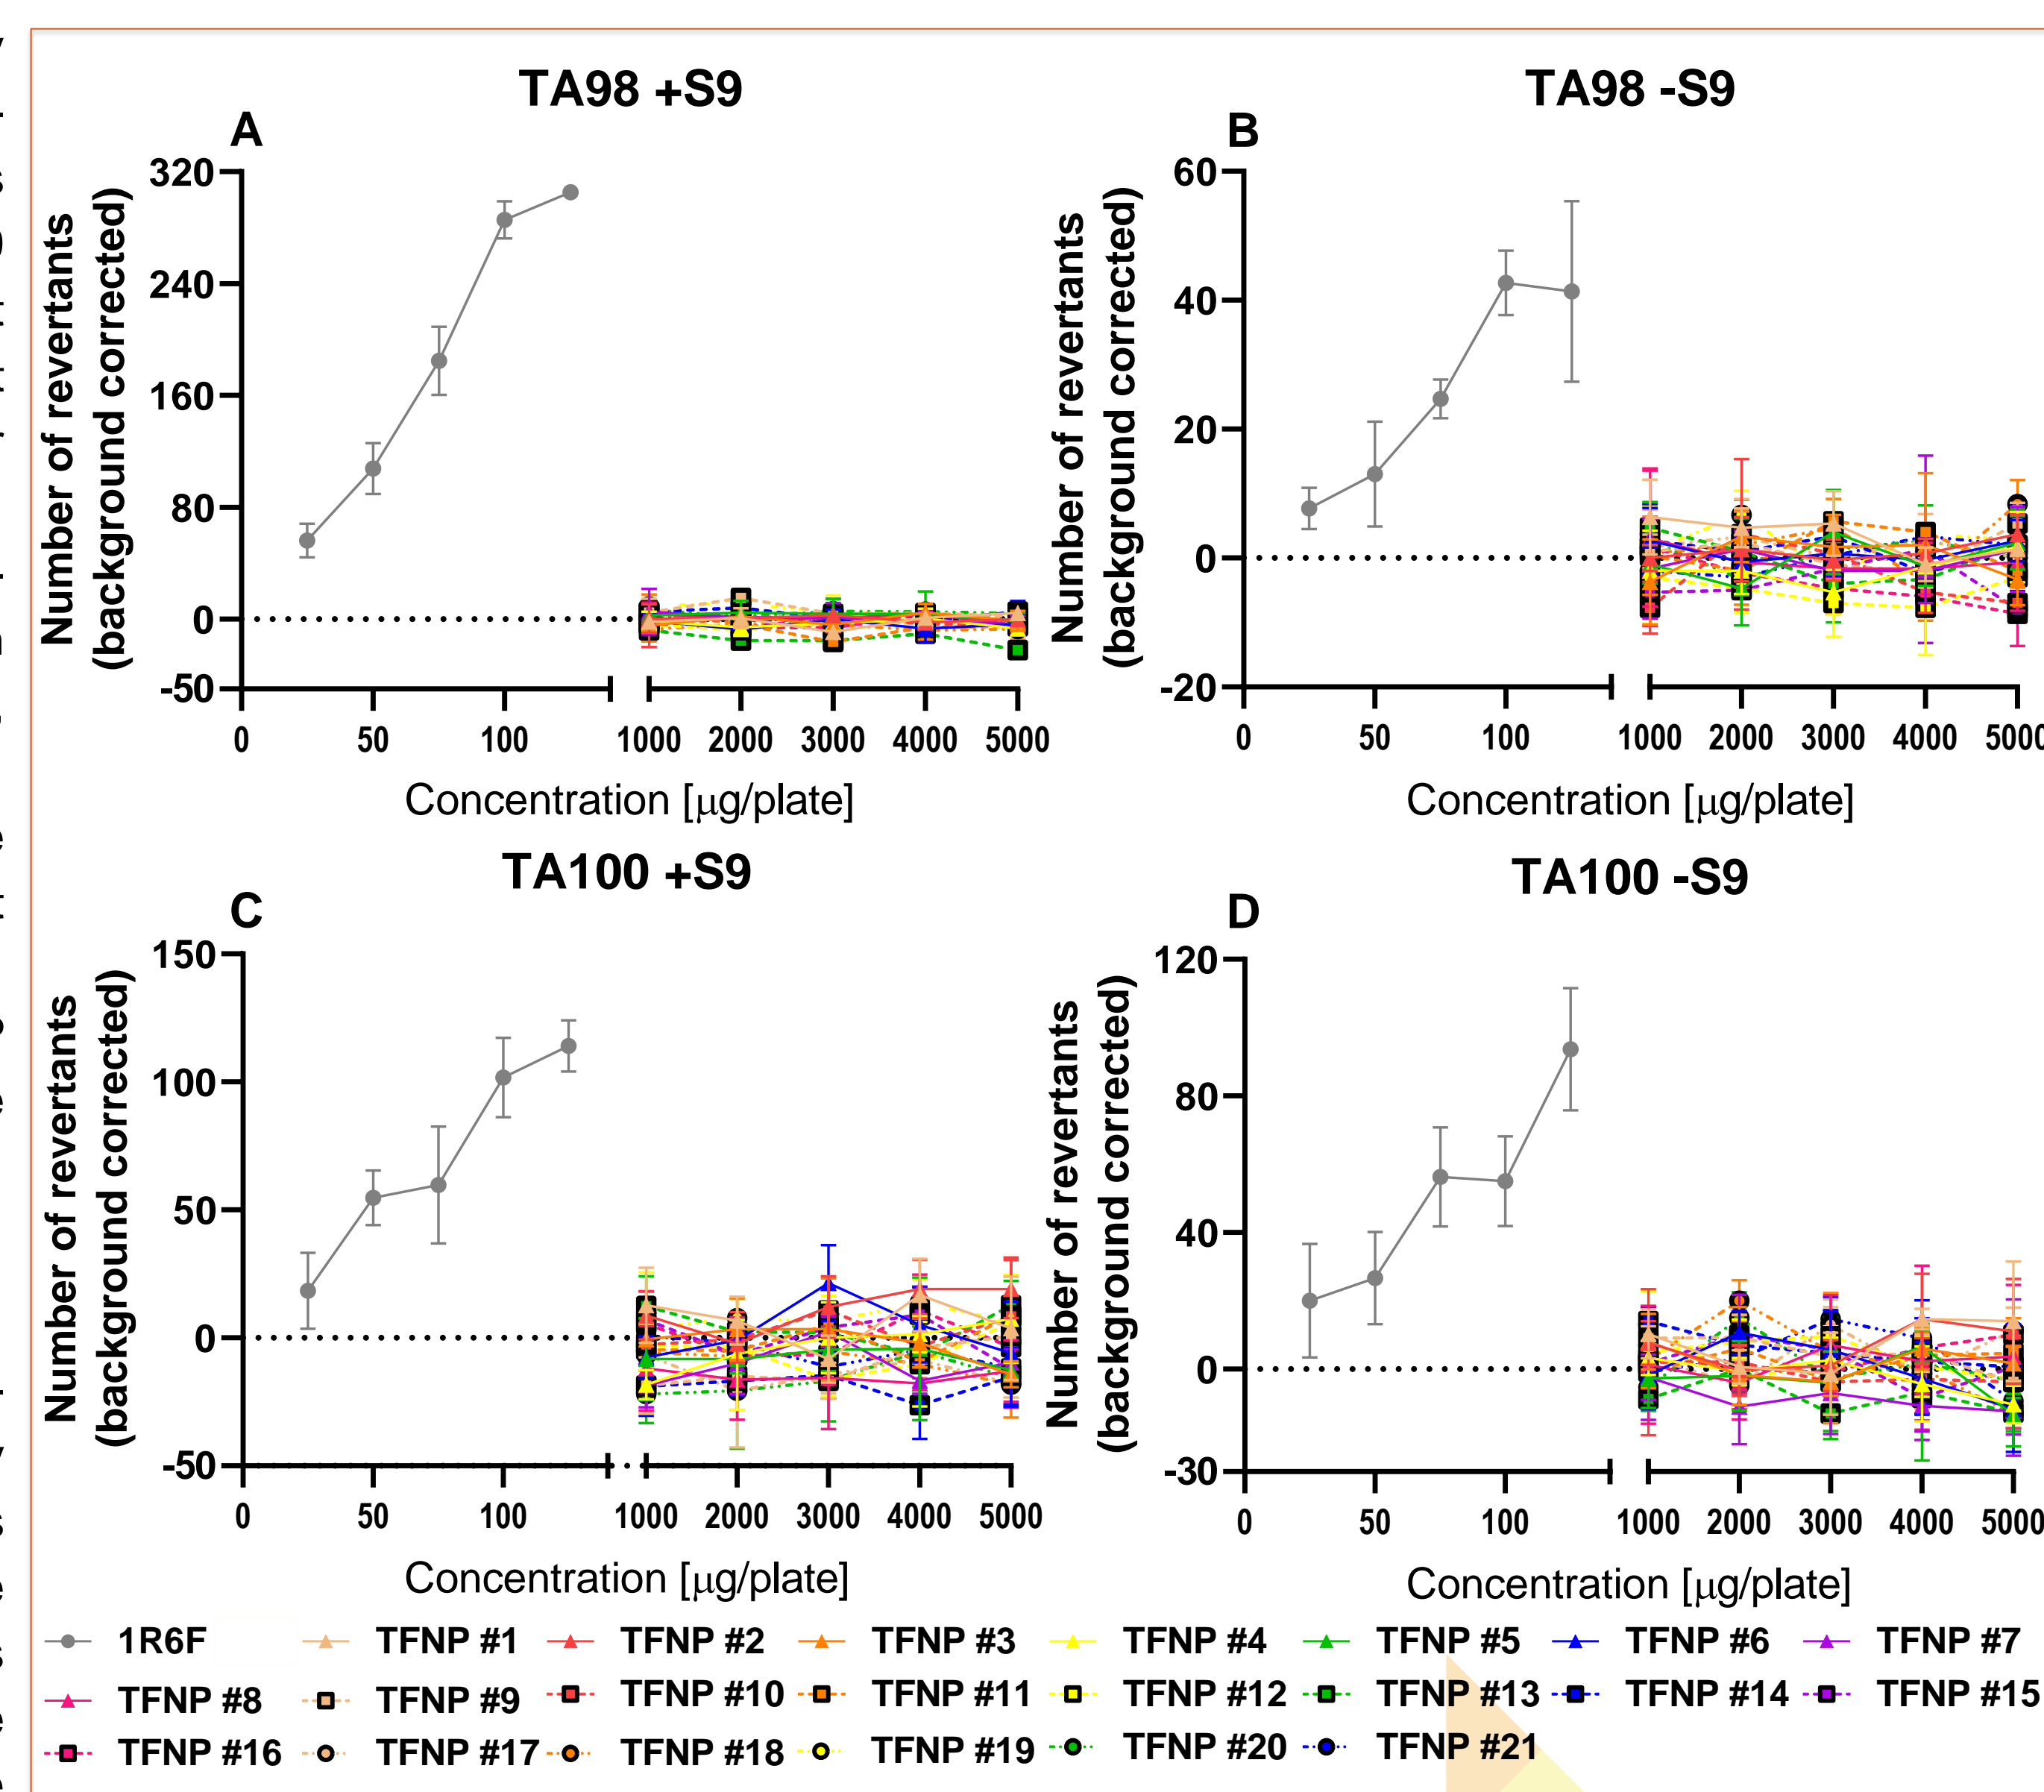 TA98 +S9
A
Number of revertants
(background corrected)
320
240
160
80
0
-50
0 50 100 1000 2000 3000 4000 5000
Concentration [μg/plate]
TA98 -S9
B
Number of revertants
(background corrected)
60
40
20
0
-20
0 50 100 1000 2000 3000 4000 5000
Concentration [μg/plate]
TA100 +S9
C
Number of revertants
(background corrected)
150
100
50
0
-50
0 50 100 1000 2000 3000 4000 5000
Concentration [μg/plate]
TA100 -S9
D
Number of revertants
(background corrected)
120
80
40
0
-30
0 50 100 1000 2000 3000 4000 5000
Concentration [μg/plate]
1R6F TFNP #1 TFNP #2 TFNP #3 TFNP #4 TFNP #5 TFNP #6 TFNP #7
TFNP #8 TFNP #9 TFNP #10 TFNP #11 TFNP #12 TFNP #13 TFNP #14 TFNP #15
TFNP #16 TFNP #17 TFNP #18 TFNP #19 TFNP #20 TFNP #21